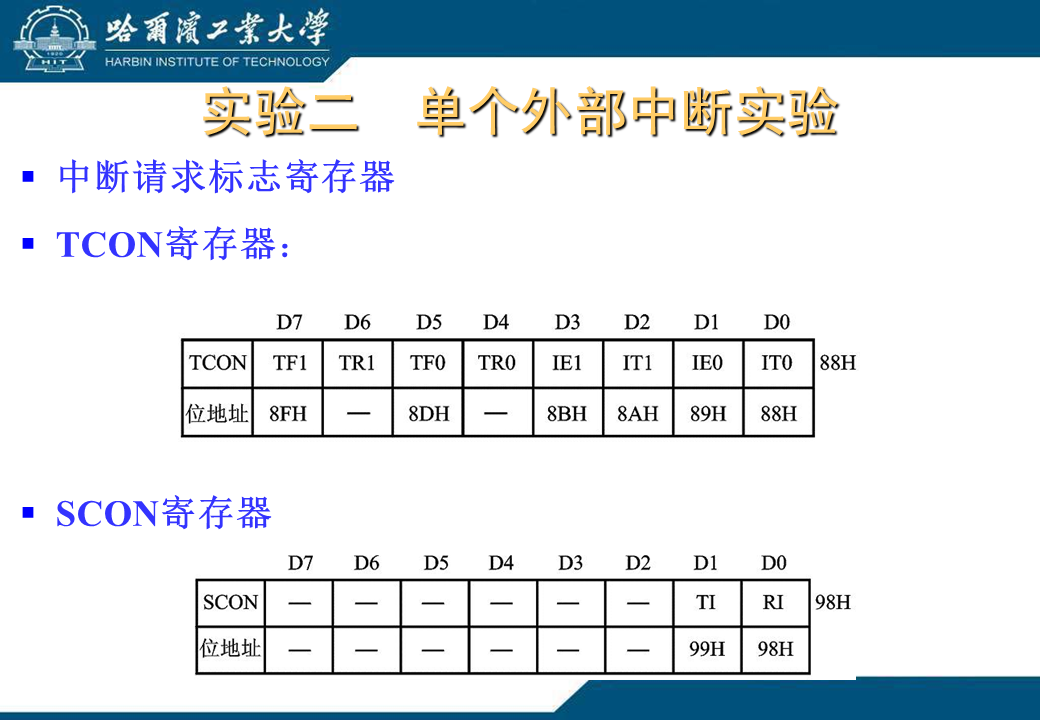 哈爾濱工業大學
HARBIN INSTITUTE OF TECHNOLOGY
HIT
实验二 单个外部中断实验
中断请求标志寄存器
TCON寄存器：
D7 D6 D5 D4 D3 D2 D1 D0
TCON TF1 TR1 TF0 TR0 IE1 IT1 IE0 IT0 88H
位地址 8FH — 8DH — 8BH 8AH 89H 88H
SCON寄存器
D7 D6 D5 D4 D3 D2 D1 D0
SCON — — — — — — TI RI 98H
位地址 — — — — — — 99H 98H